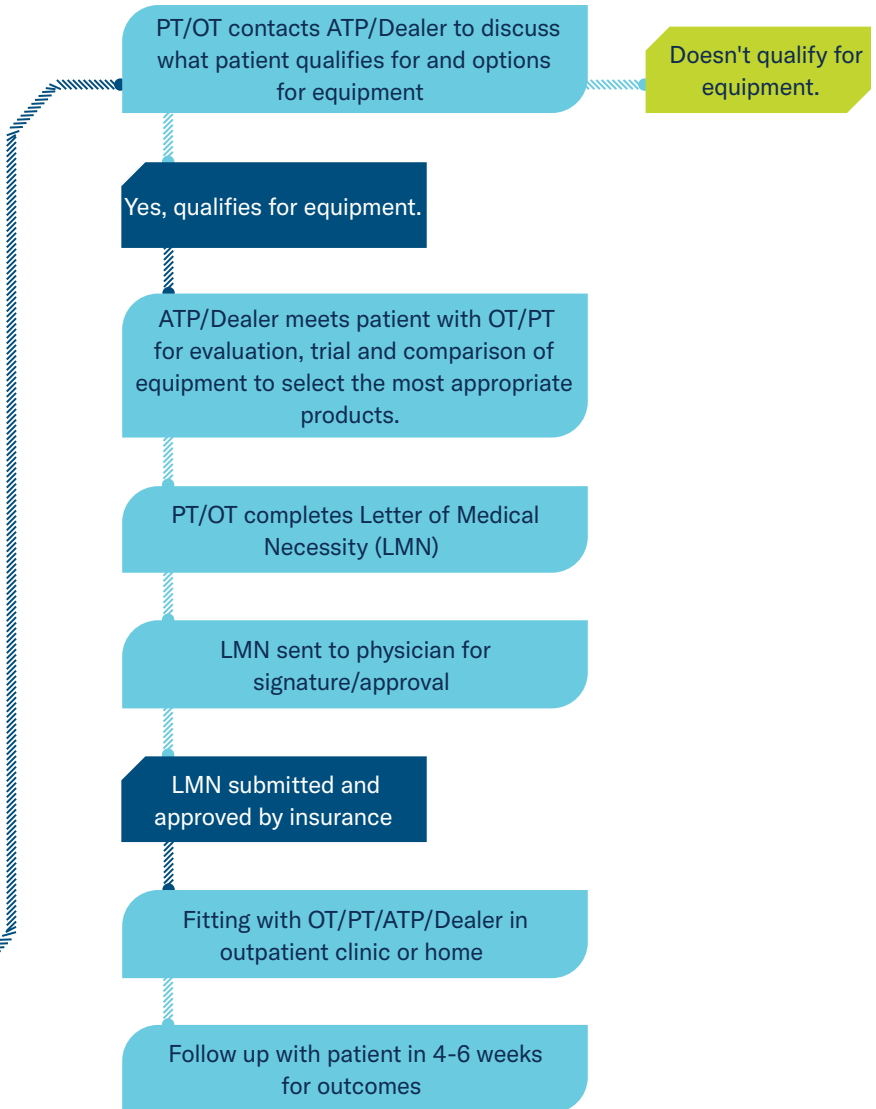 PT/OT contacts ATP/Dealer to discuss
what patient qualifies for and options
for equipment
Doesn't qualify for
equipment.
Yes, qualifies for equipment.
ATP/Dealer meets patient with OT/PT
for evaluation, trial and comparison of
equipment to select the most appropriate
products.
PT/OT completes Letter of Medical
Necessity (LMN)
LMN sent to physician for
signature/approval
LMN submitted and
approved by insurance
Fitting with OT/PT/ATP/Dealer in
outpatient clinic or home
Follow up with patient in 4-6 weeks
for outcomes